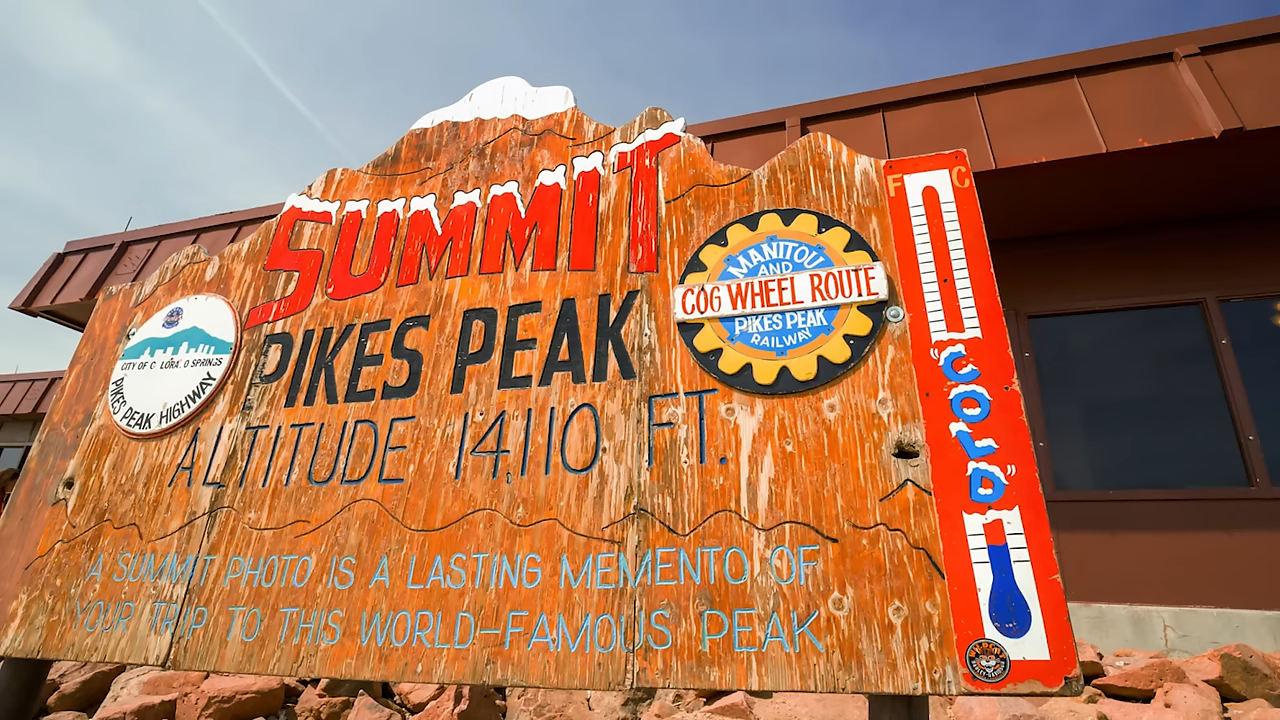 SUMMIT
PIKES PEAK
ALTITUDE 14,110 FT.
A SUMMIT PHOTO IS A LASTING MEMENTO OF
YOUR TRIP TO THIS WORLD-FAMOUS PEAK
CITY OF C LORA O SPRINGS
PIKES PEAK HIGHWAY
MANITOU
AND
COG WHEEL ROUTE
PIKES PEAK
RAILWAY
F C
"COLD"